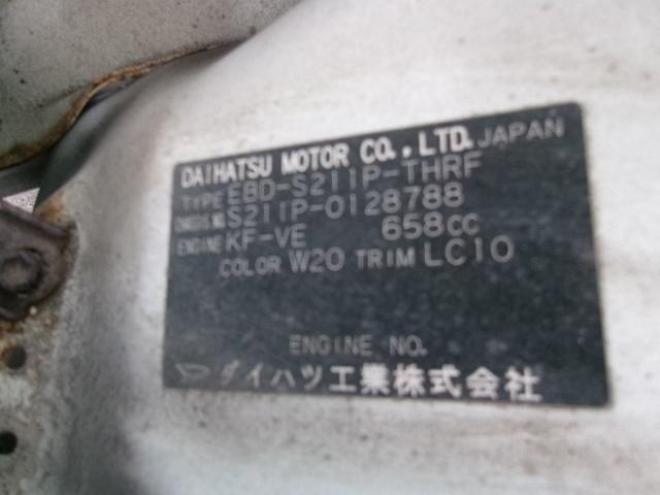 DAIHATSU MOTOR CO., LTD. JAPAN
TYPE EBD-S211P-THRF
CHASSIS NO. S211P-0128788
ENGINE KF-VE 658CC
COLOR W20 TRIM LC10
ENGINE NO.
ダイハツ工業株式会社